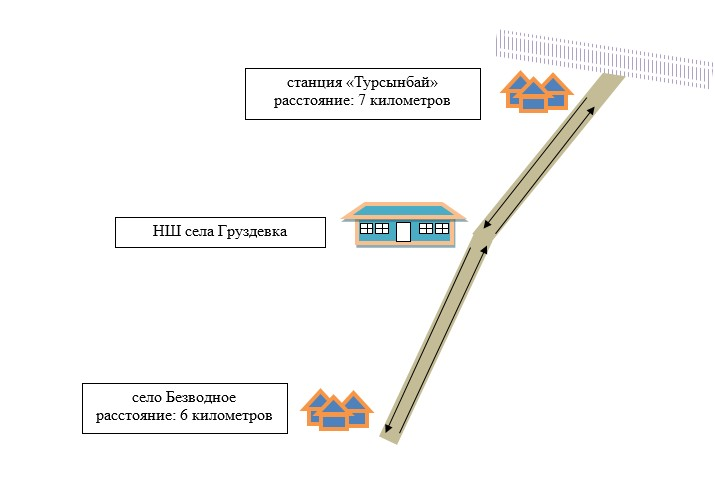 станция «Турсынбай»
расстояние: 7 километров
НШ села Груздевка
село Безводное
расстояние: 6 километров